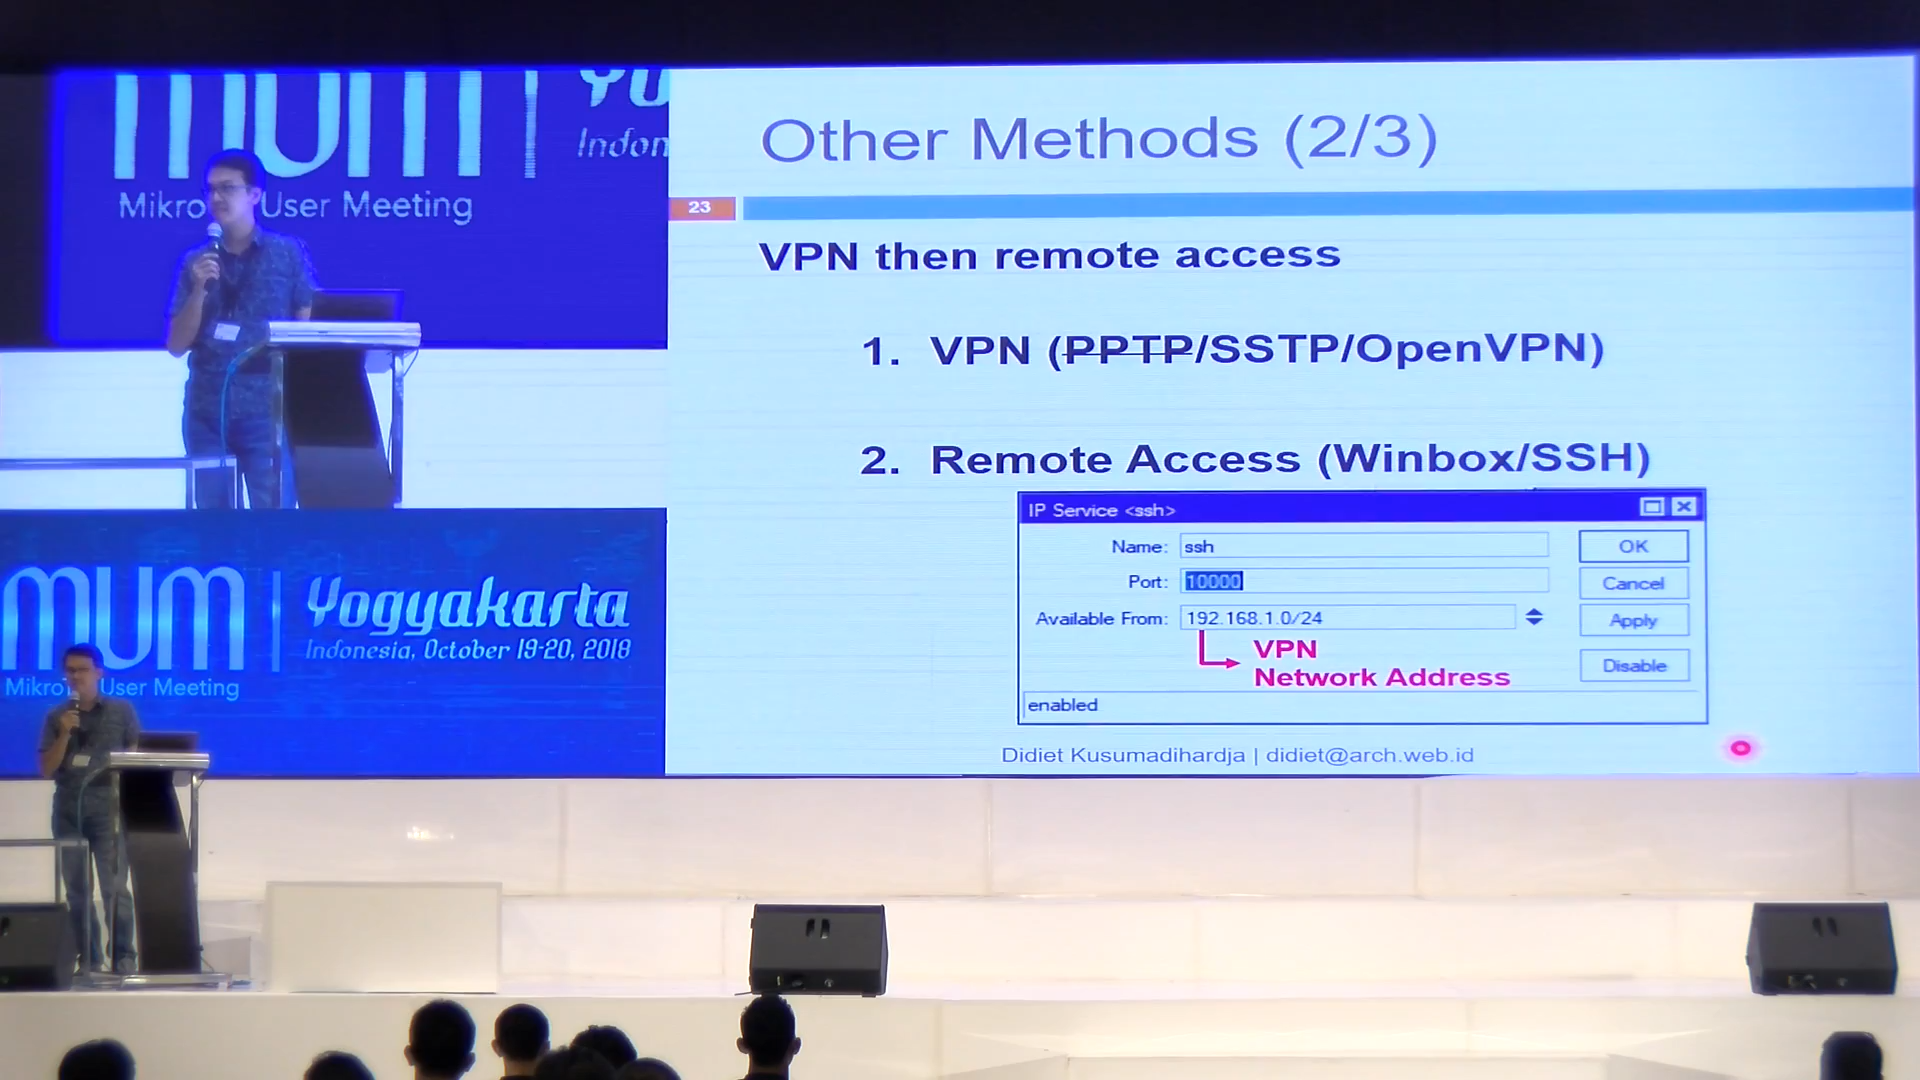 mum
Indon
Mikro User Meeting
Other Methods (2/3)
23
VPN then remote access
1. VPN (PPTP/SSTP/OpenVPN)
2. Remote Access (Winbox/SSH)
IP Service <ssh>
Name: ssh
OK
Port: 10000
Cancel
Available From: 192.168.1.0/24
Apply
VPN
Network Address
Disable
enabled
Didiet Kusumadihardja | didiet@arch.web.id
mum
Yogyakarta
Indonesia, October 19-20, 2018
Mikro User Meeting